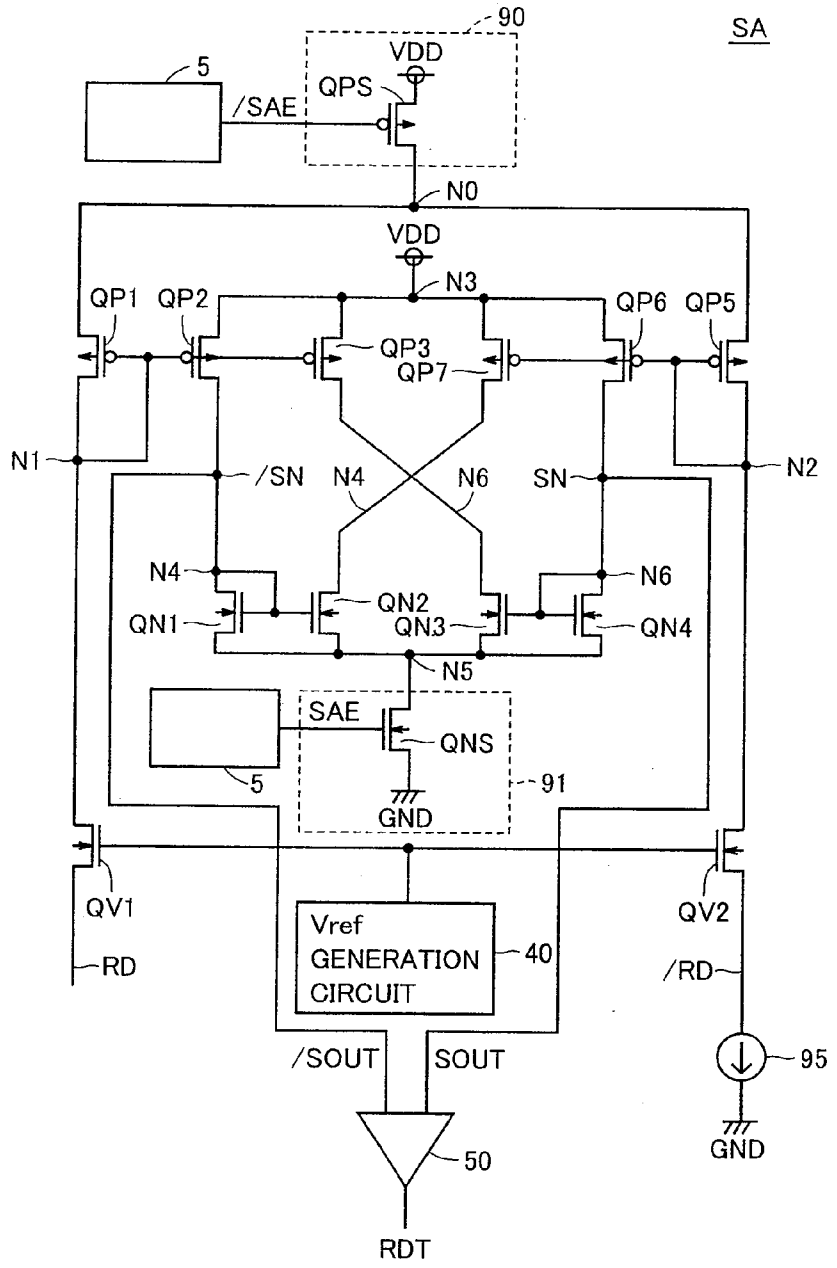 SA
90
VDD
5
QPS
/SAE
N0
VDD
N3
QP1
QP2
QP3
QP7
QP6
QP5
N1
/SN
N4
N6
SN
N2
N4
QN1
QN2
QN3
N6
QN4
N5
SAE
QNS
5
91
GND
QV1
QV2
Vref
GENERATION
CIRCUIT
40
RD
/RD
/SOUT
SOUT
95
GND
50
RDT